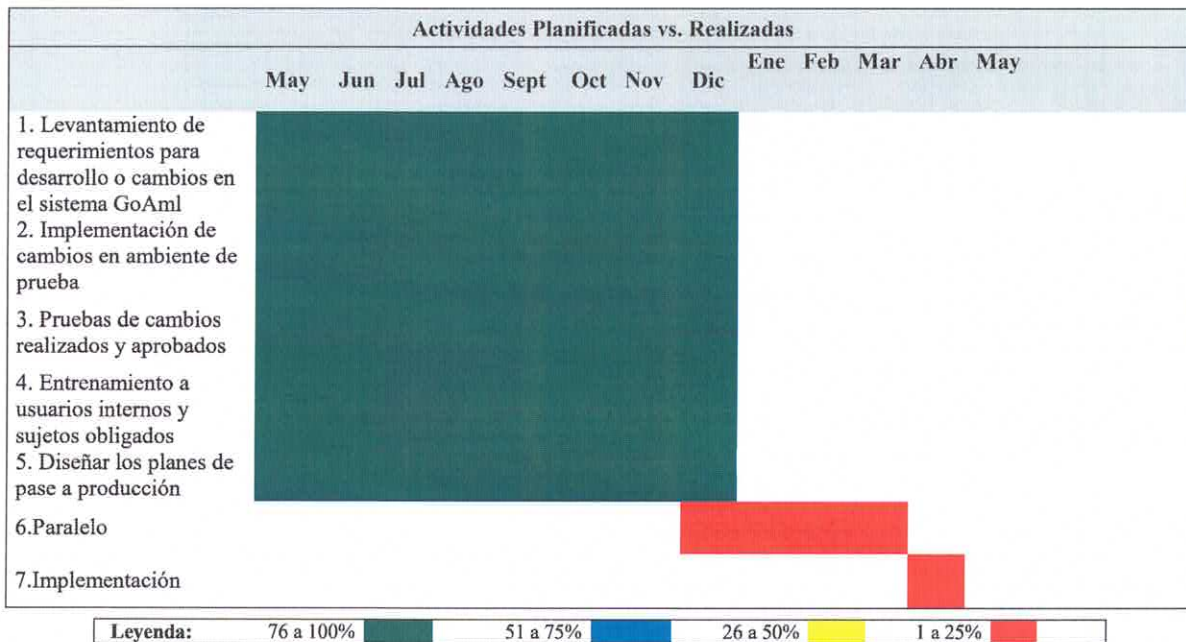 Actividades Planificadas vs. Realizadas
May Jun Jul Ago Sept Oct Nov Dic Ene Feb Mar Abr May
1. Levantamiento de
requerimientos para
desarrollo o cambios en
el sistema GoAml
2. Implementación de
cambios en ambiente de
prueba
3. Pruebas de cambios
realizados y aprobados
4. Entrenamiento a
usuarios internos y
sujetos obligados
5. Diseñar los planes de
pase a producción
6.Paralelo
7.Implementación
Leyenda: 76 a 100% 51 a 75% 26 a 50% 1 a 25%